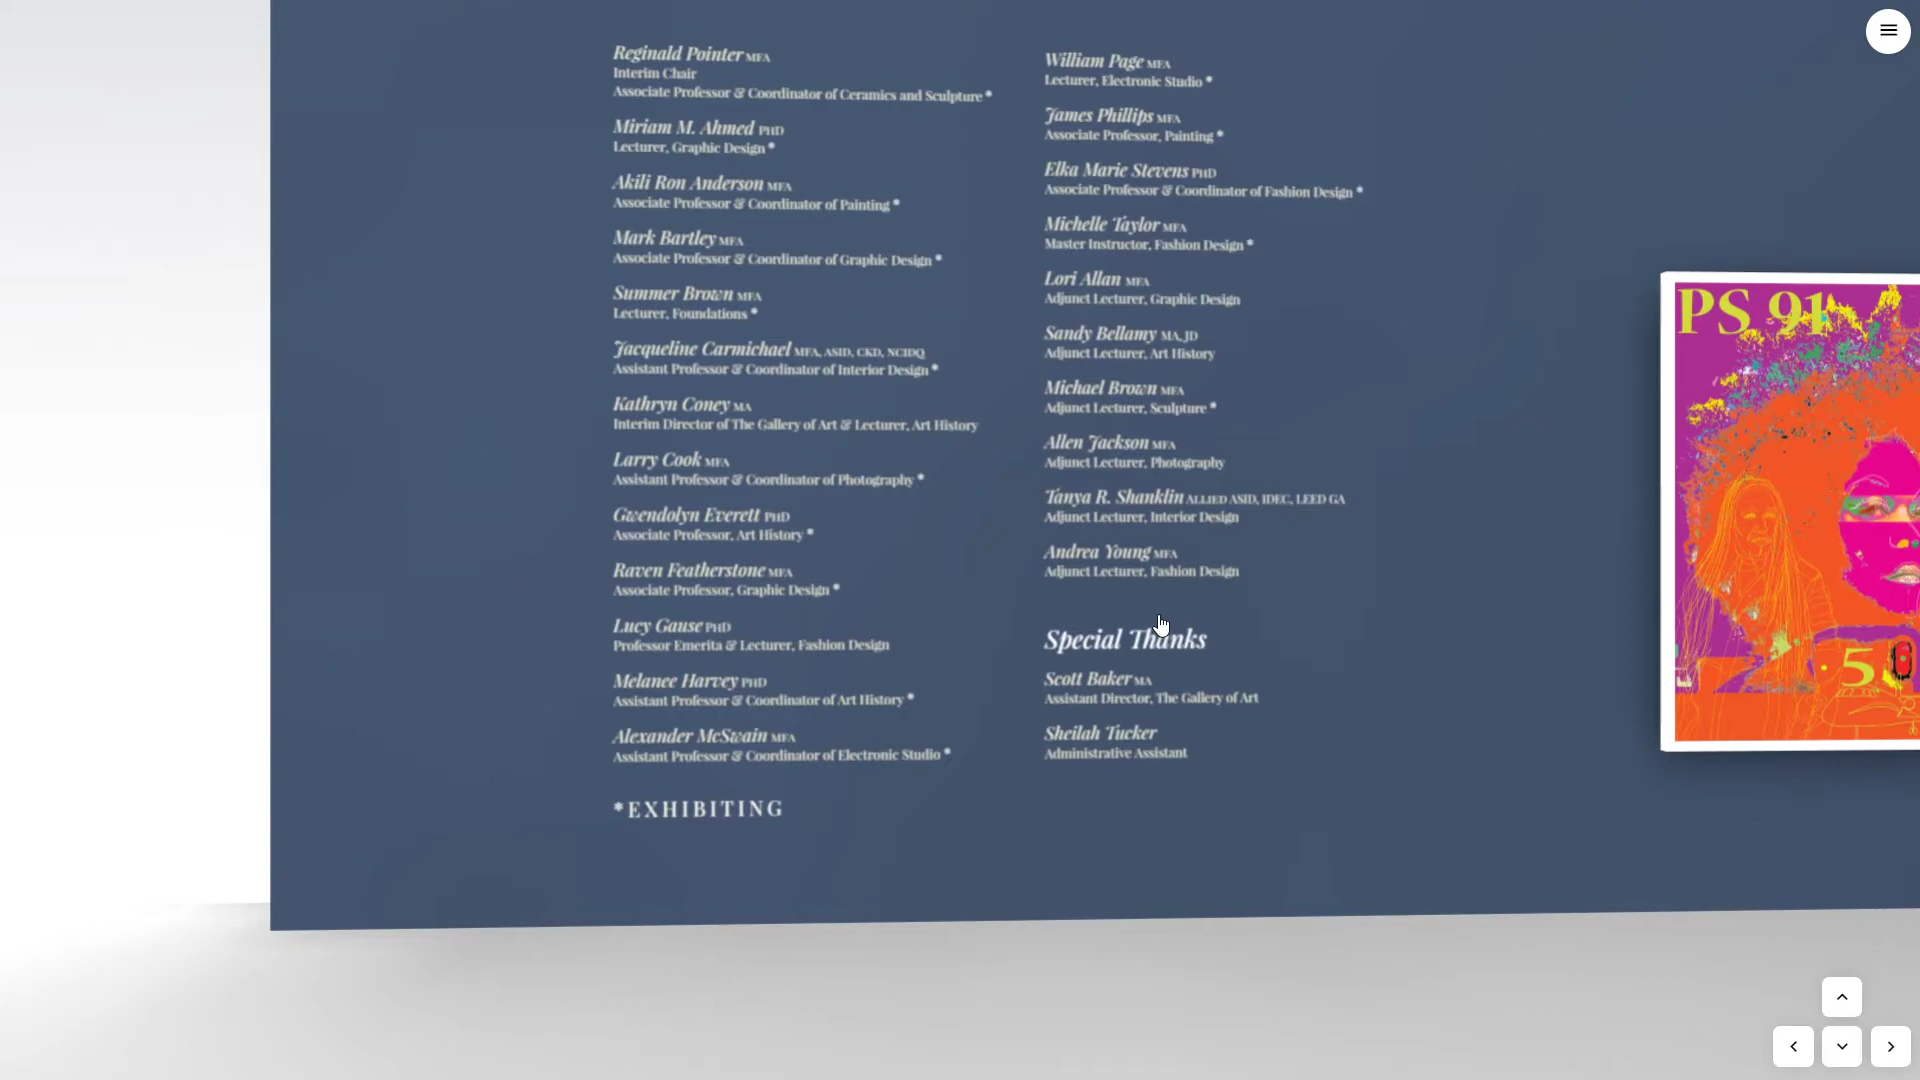 Reginald Pointer MFA
Interim Chair
Associate Professor & Coordinator of Ceramics and Sculpture *
Miriam M. Ahmed PHD
Lecturer, Graphic Design *
Akili Ron Anderson MFA
Associate Professor & Coordinator of Painting *
Mark Bartley MFA
Associate Professor & Coordinator of Graphic Design *
Summer Brown MFA
Lecturer, Foundations *
Jacqueline Carmichael MFA, ASID, CKD, NCIDQ
Assistant Professor & Coordinator of Interior Design *
Kathryn Coney MA
Interim Director of The Gallery of Art & Lecturer, Art History
Larry Cook MFA
Assistant Professor & Coordinator of Photography *
Gwendolyn Everett PHD
Associate Professor, Art History *
Raven Featherstone MFA
Associate Professor, Graphic Design *
Lucy Gause PHD
Professor Emerita & Lecturer, Fashion Design
Melanee Harvey PHD
Assistant Professor & Coordinator of Art History *
Alexander McSwain MFA
Assistant Professor & Coordinator of Electronic Studio *
*EXHIBITING
William Page MFA
Lecturer, Electronic Studio *
James Phillips MFA
Associate Professor, Painting *
Elka Marie Stevens PHD
Associate Professor & Coordinator of Fashion Design *
Michelle Taylor MFA
Master Instructor, Fashion Design *
Lori Allan MFA
Adjunct Lecturer, Graphic Design
Sandy Bellamy MA, JD
Adjunct Lecturer, Art History
Michael Brown MFA
Adjunct Lecturer, Sculpture *
Allen Jackson MFA
Adjunct Lecturer, Photography
Tanya R. Shanklin ALLIED ASID, IDEC, LEED GA
Adjunct Lecturer, Interior Design
Andrea Young MFA
Adjunct Lecturer, Fashion Design
Special Thanks
Scott Baker MA
Assistant Director, The Gallery of Art
Sheilah Tucker
Administrative Assistant
PS 91
5